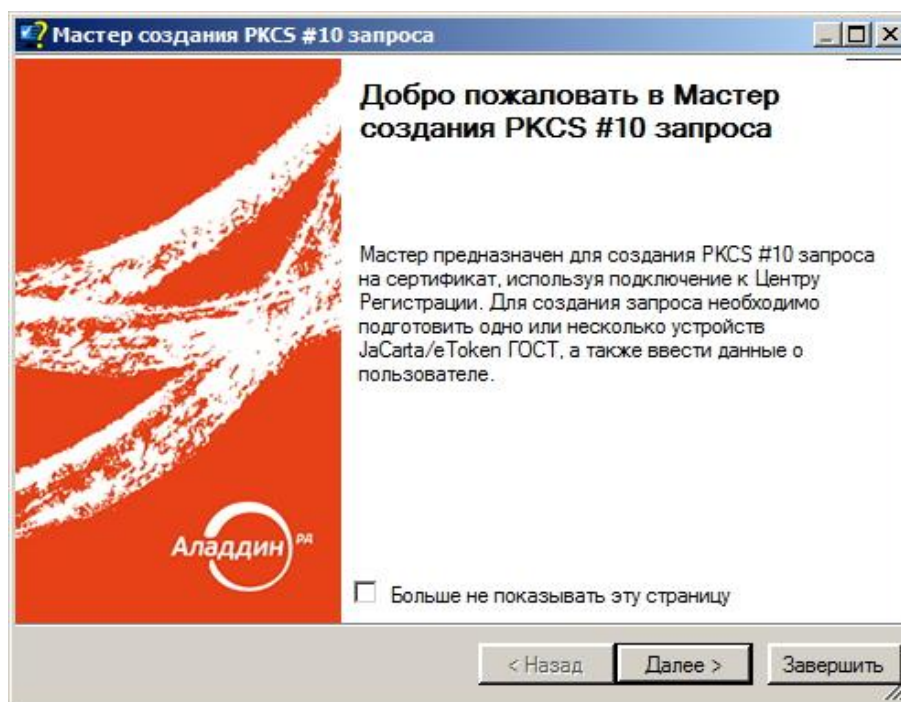 Мастер создания PKCS #10 запроса
Добро пожаловать в Мастер
создания PKCS #10 запроса
Мастер предназначен для создания PKCS #10 запроса
на сертификат, используя подключение к Центру
Регистрации. Для создания запроса необходимо
подготовить одно или несколько устройств
JaCarta/eToken ГОСТ, а также ввести данные о
пользователе.
Аладдин РД
Больше не показывать эту страницу
< Назад
Далее >
Завершить